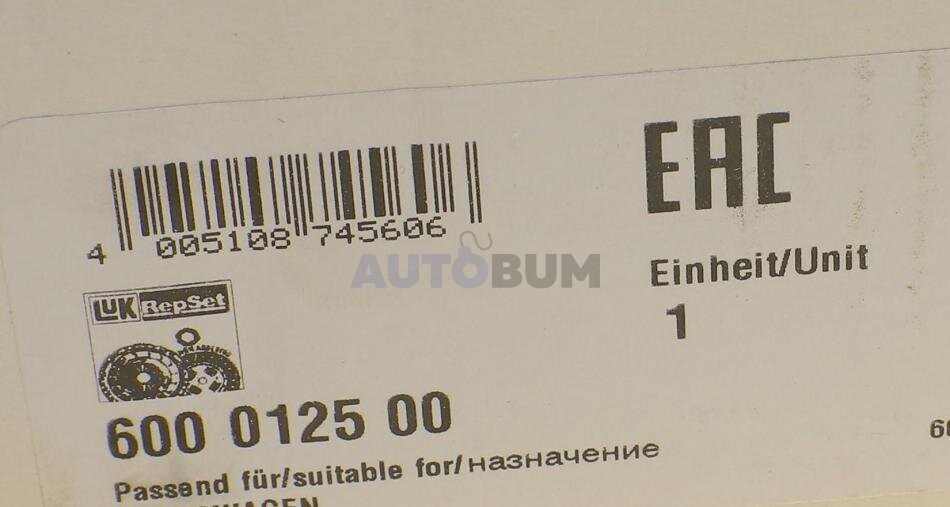 EAC
4 005108 745606
AUTOBUM
Einheit/Unit
1
LUK RepSet
600 0125 00
Passend für/suitable for/назначение